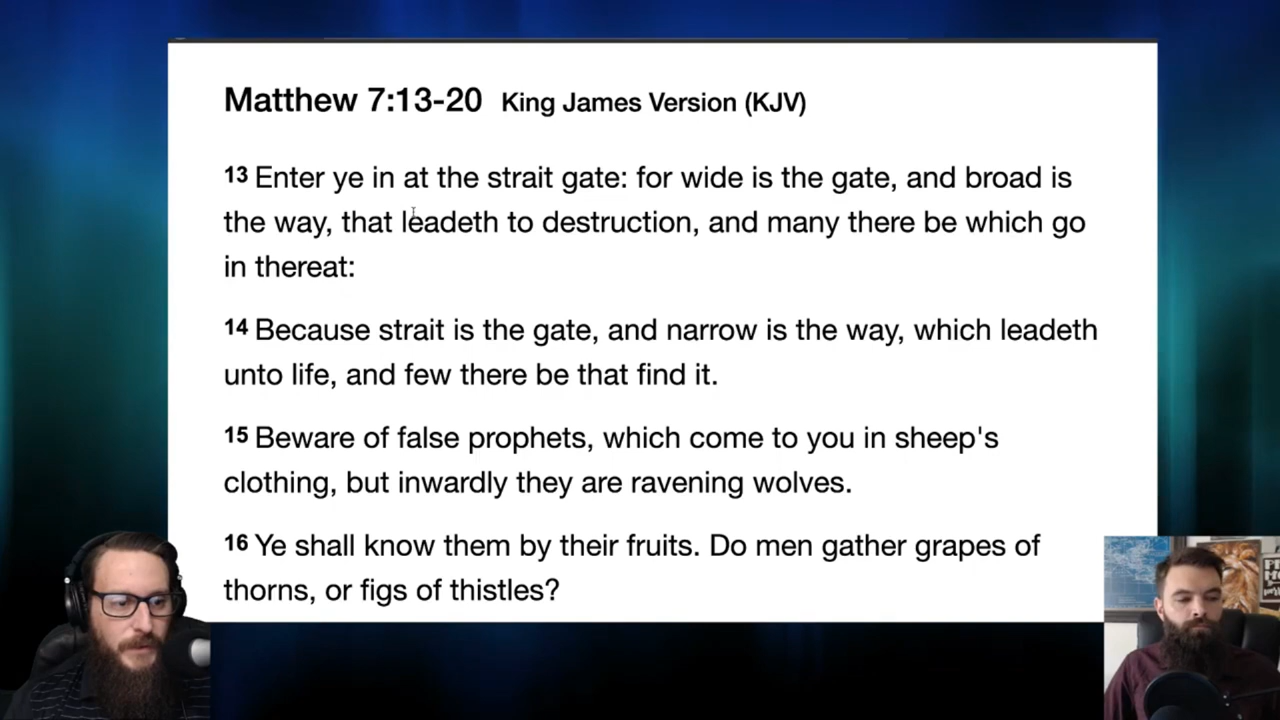 Matthew 7:13-20 King James Version (KJV)
13 Enter ye in at the strait gate: for wide is the gate, and broad is
the way, that leadeth to destruction, and many there be which go
in thereat:
14 Because strait is the gate, and narrow is the way, which leadeth
unto life, and few there be that find it.
15 Beware of false prophets, which come to you in sheep's
clothing, but inwardly they are ravening wolves.
16 Ye shall know them by their fruits. Do men gather grapes of
thorns, or figs of thistles?